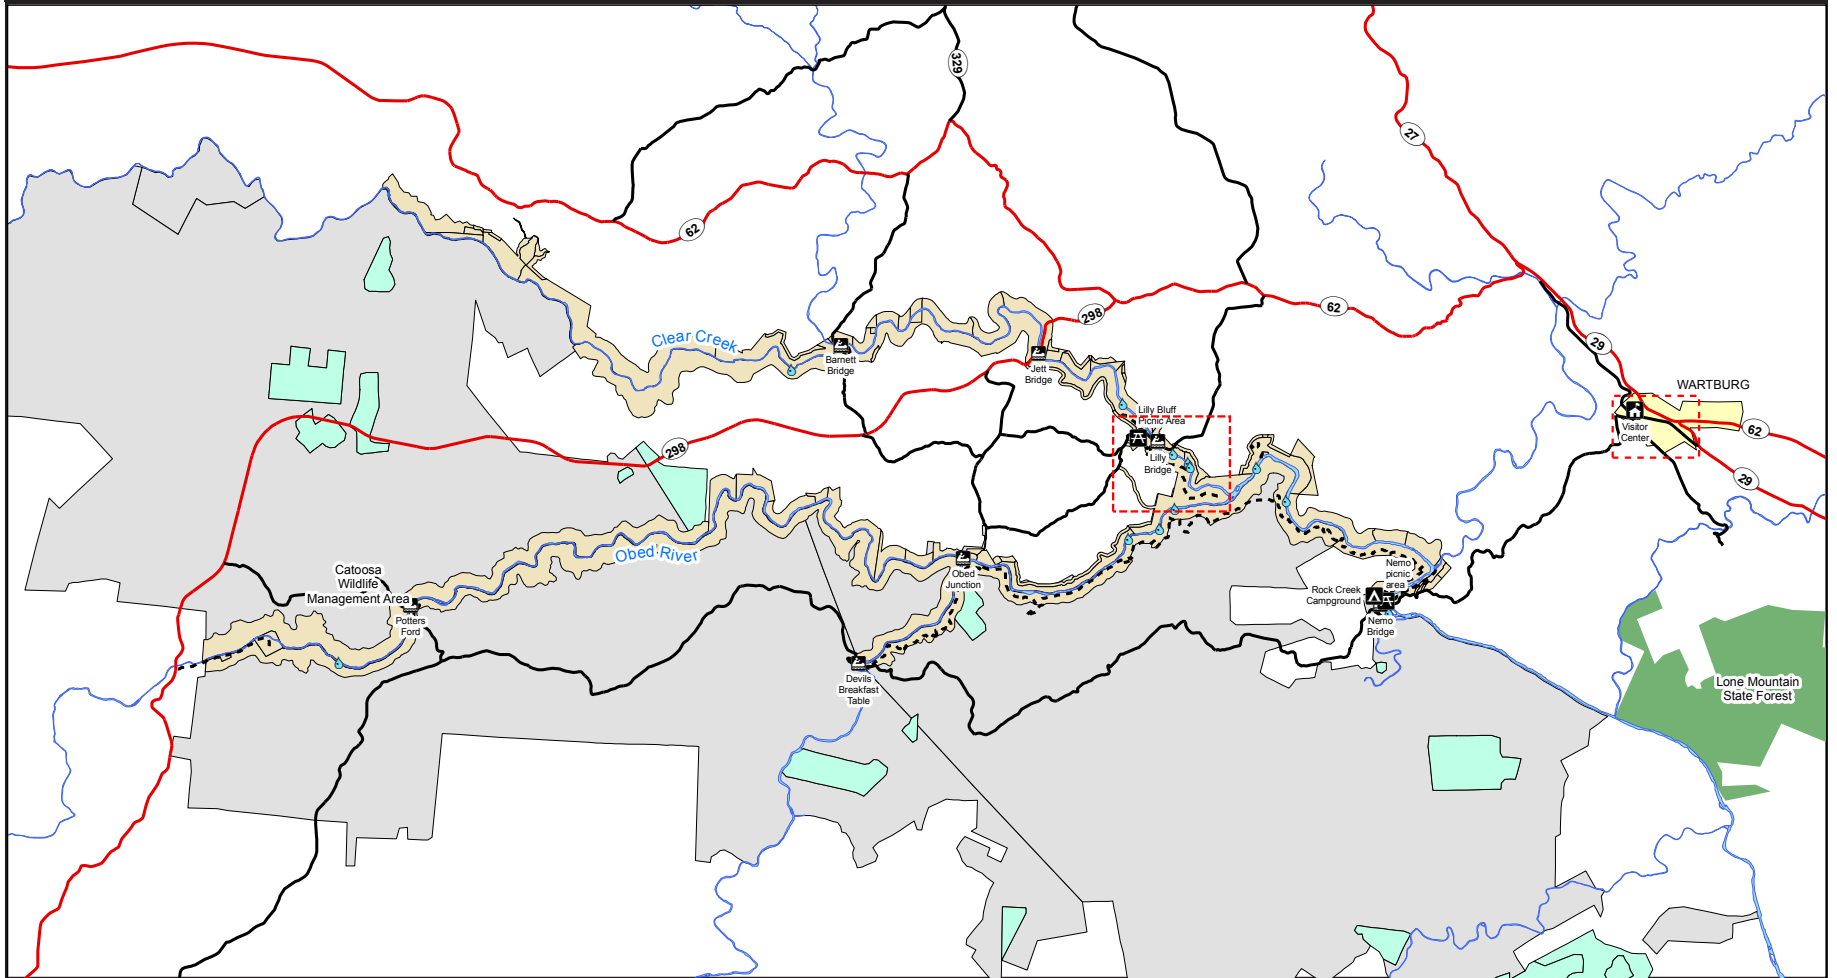 329
27
62
Clear Creek
298
62
29
Barnett
Bridge
Jett
Bridge
WARTBURG
Lilly Bluff
Picnic Area
Visitor
Center
62
Lilly
Bridge
298
29
Obed River
Catoosa
Wildlife
Management Area
Obed
Junction
Nemo
picnic
area
Rock Creek
Campground
Potters
Ford
Nemo
Bridge
Devils
Breakfast
Table
Lone Mountain
State Forest